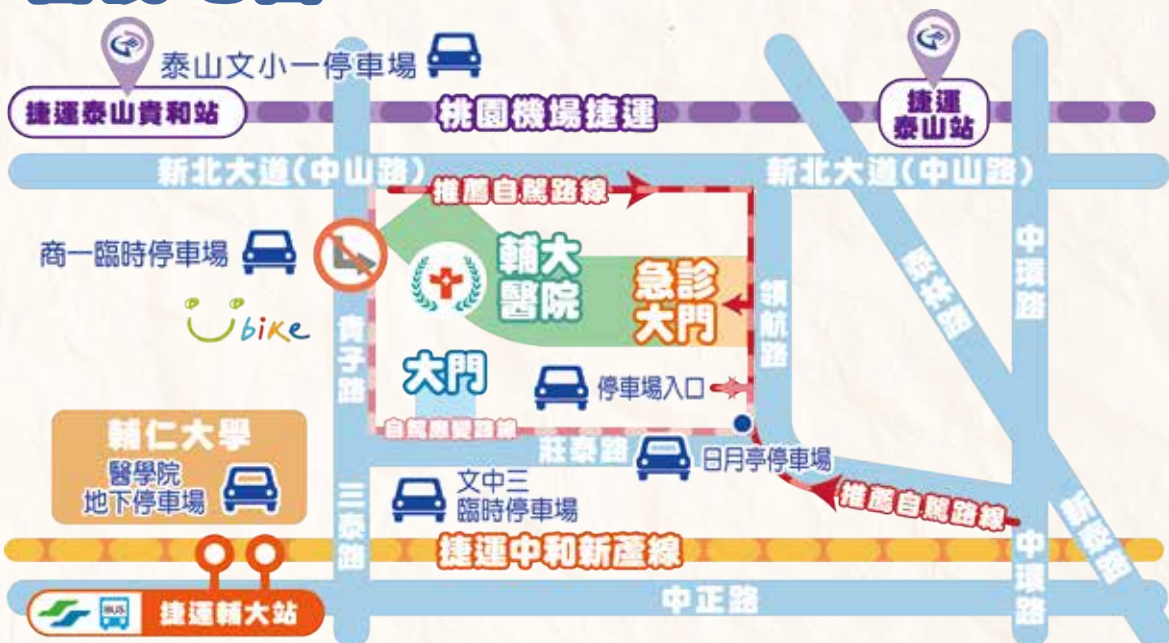 泰山文小一停車場
捷運泰山貴和站
桃園機場捷運
捷運
泰山站
新北大道(中山路)
新北大道(中山路)
推薦自駕路線
商一臨時停車場
Ubike
貴子路
輔大
醫院
急診
大門
領航路
中環路
大門
停車場入口
自駕應變路線
莊泰路
日月亭停車場
推薦自駕路線
輔仁大學
醫學院
地下停車場
文中三
臨時停車場
三泰路
新泰路
中環路
捷運中和新蘆線
捷運輔大站
中正路